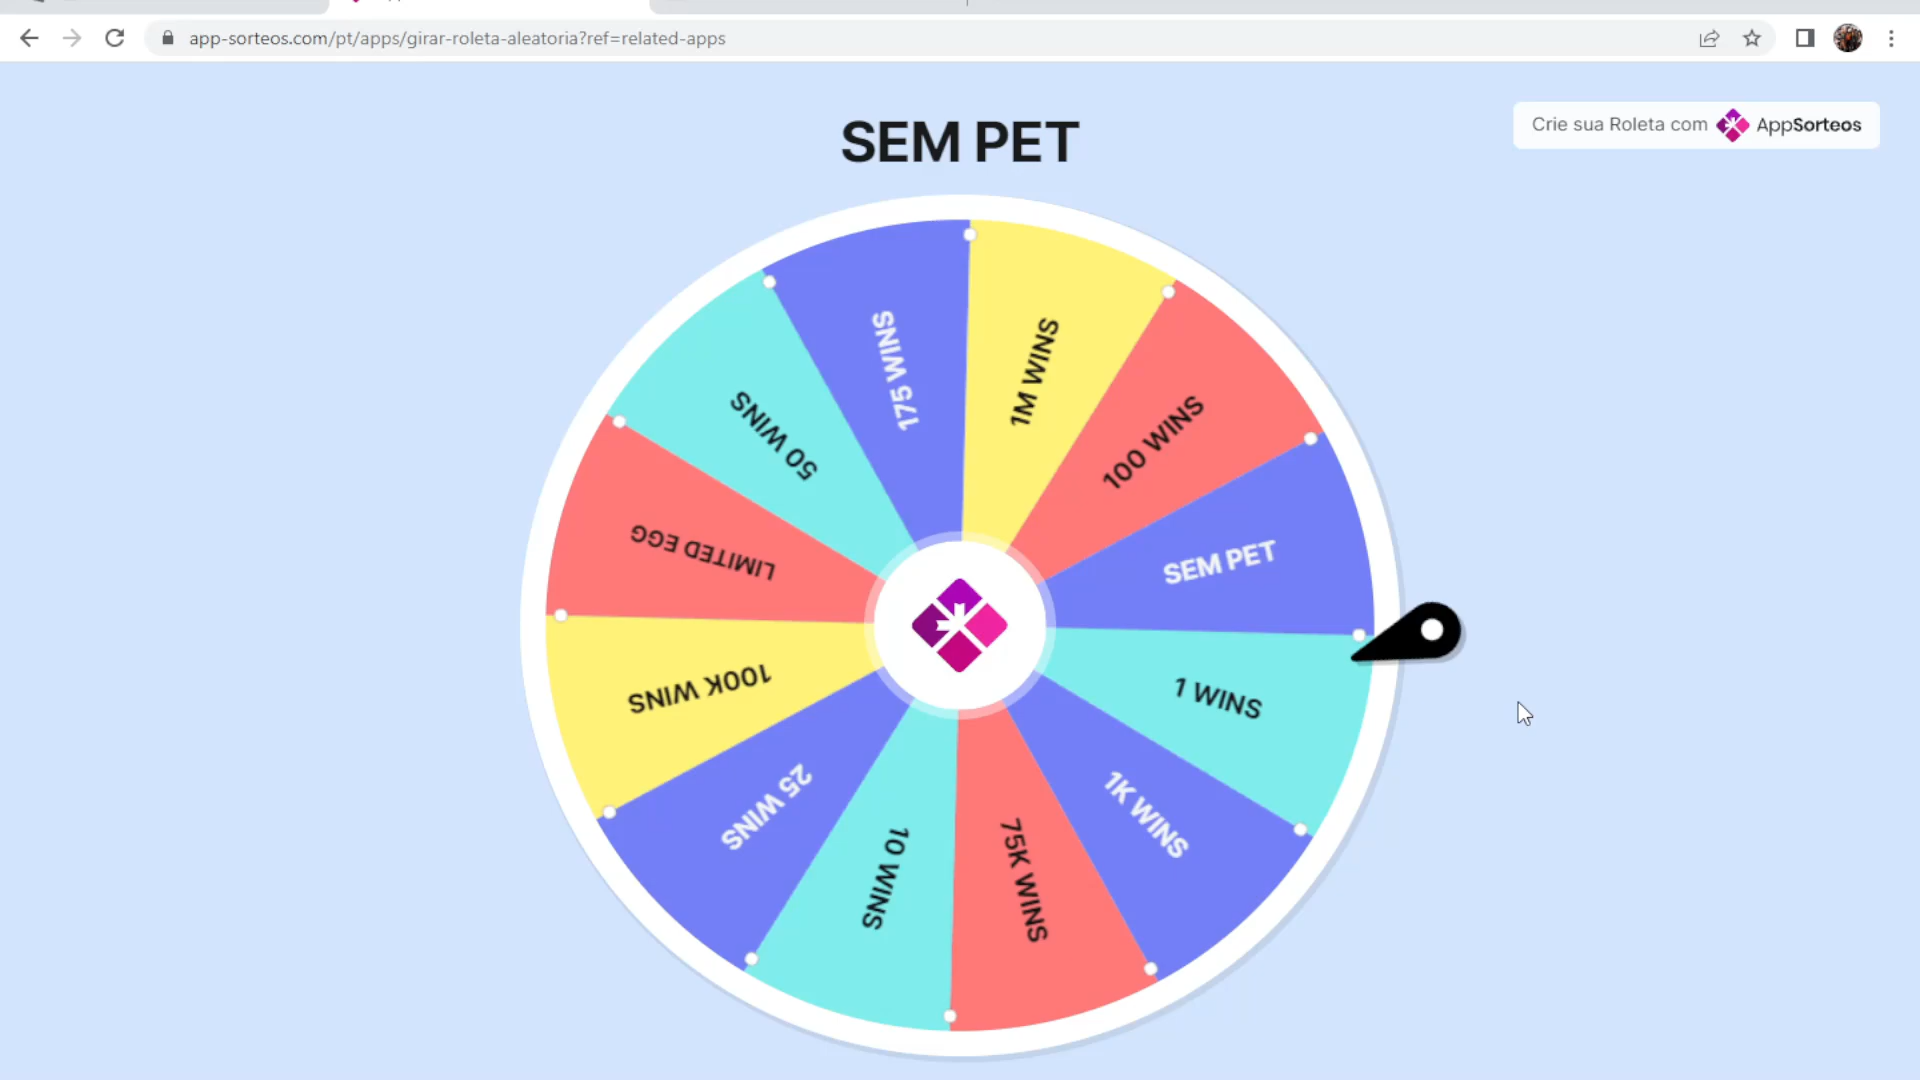 app-sorteos.com/pt/apps/girar-roleta-aleatoria?ref=related-apps
SEM PET
Crie sua Roleta com AppSorteos
175 WINS
1M WINS
100 WINS
50 WINS
LIMITED EGG
SEM PET
100K WINS
1 WINS
25 WINS
1K WINS
10 WINS
75K WINS